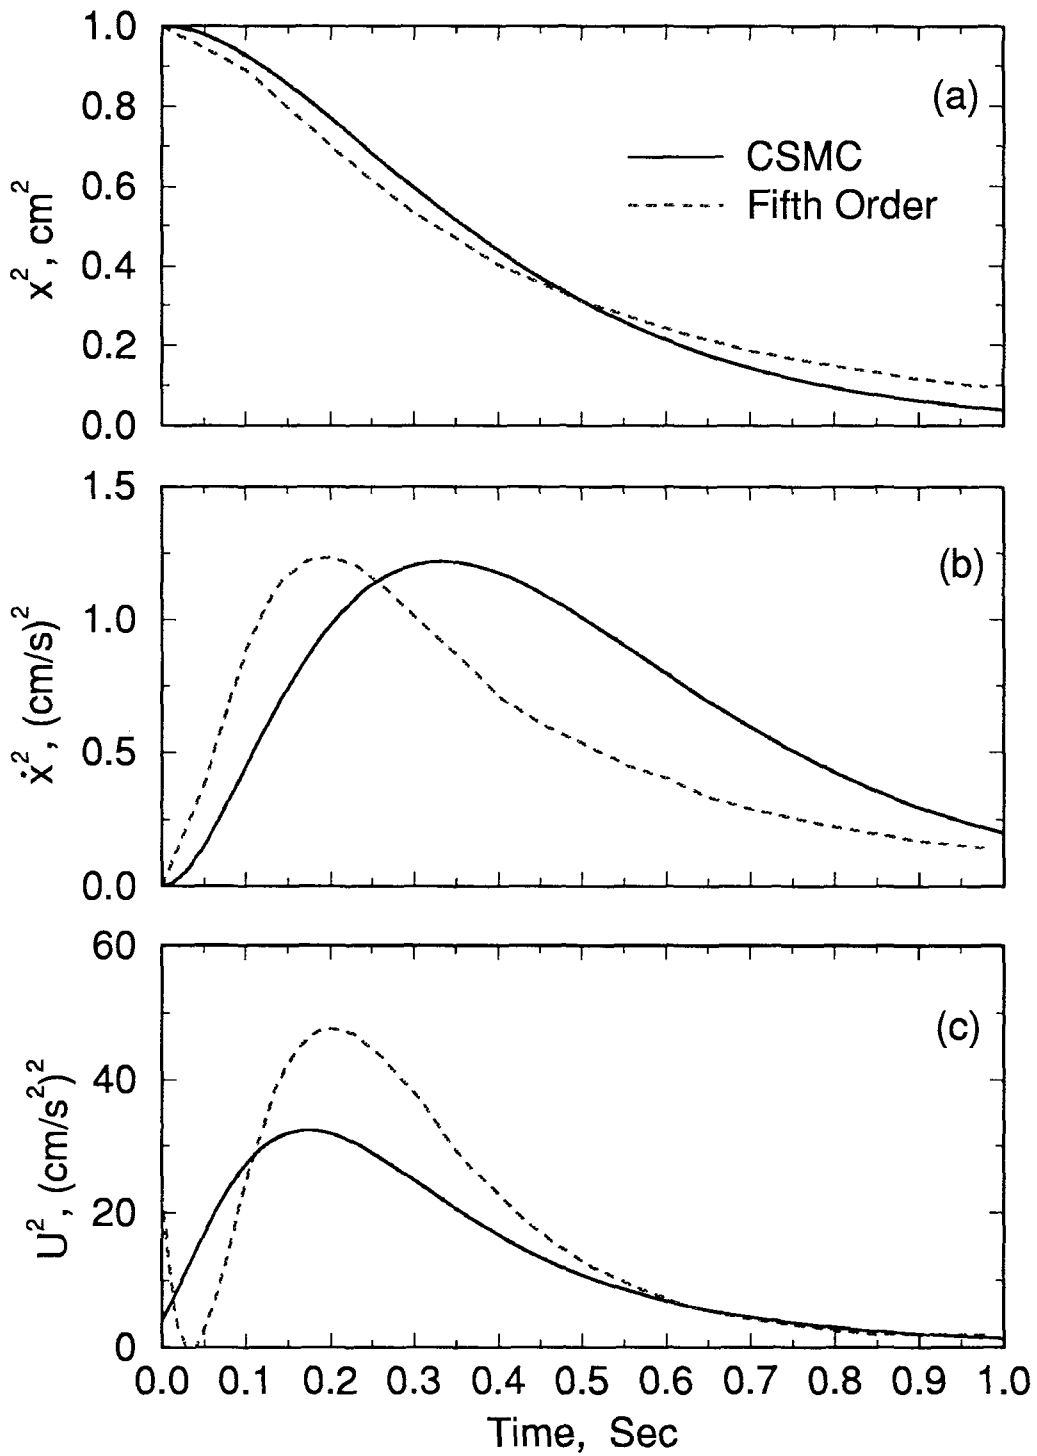 1.0
0.8
0.6
0.4
0.2
0.0
x², cm²
(a)
CSMC
Fifth Order
1.5
1.0
0.5
0.0
ẋ², (cm/s)²
(b)
60
40
20
0
U², (cm/s²)²
(c)
0.0 0.1 0.2 0.3 0.4 0.5 0.6 0.7 0.8 0.9 1.0
Time, Sec